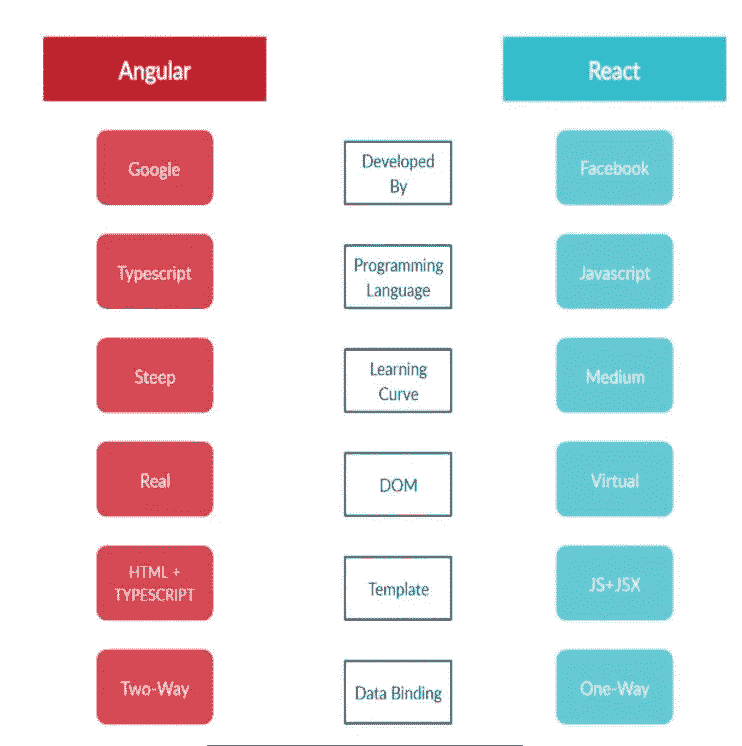 Angular
React
Google
Developed
By
Facebook
Typescript
Programming
Language
Javascript
Steep
Learning
Curve
Medium
Real
DOM
Virtual
HTML +
TYPESCRIPT
Template
JS+JSX
Two-Way
Data Binding
One-Way